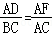 AD/BC = AF/AC